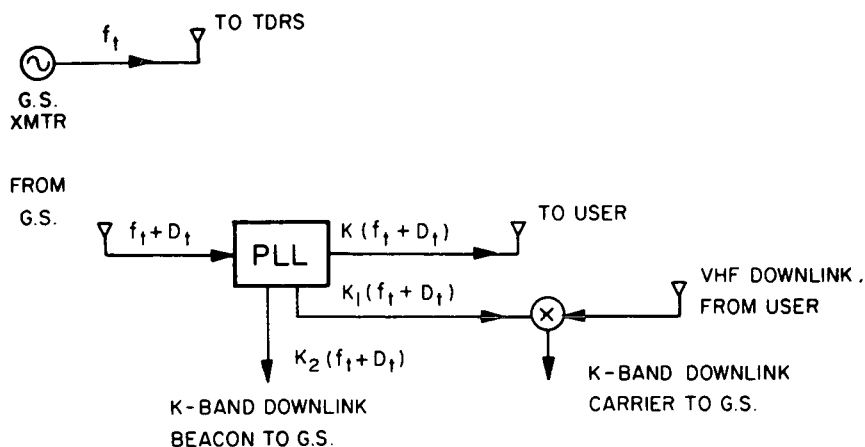 f_t
TO TDRS
G.S.
XMTR
FROM
G.S.
f_t + D_t
PLL
K(f_t + D_t)
TO USER
K_1(f_t + D_t)
VHF DOWNLINK.
FROM USER
×
K_2(f_t + D_t)
K-BAND DOWNLINK
BEACON TO G.S.
K-BAND DOWNLINK
CARRIER TO G.S.